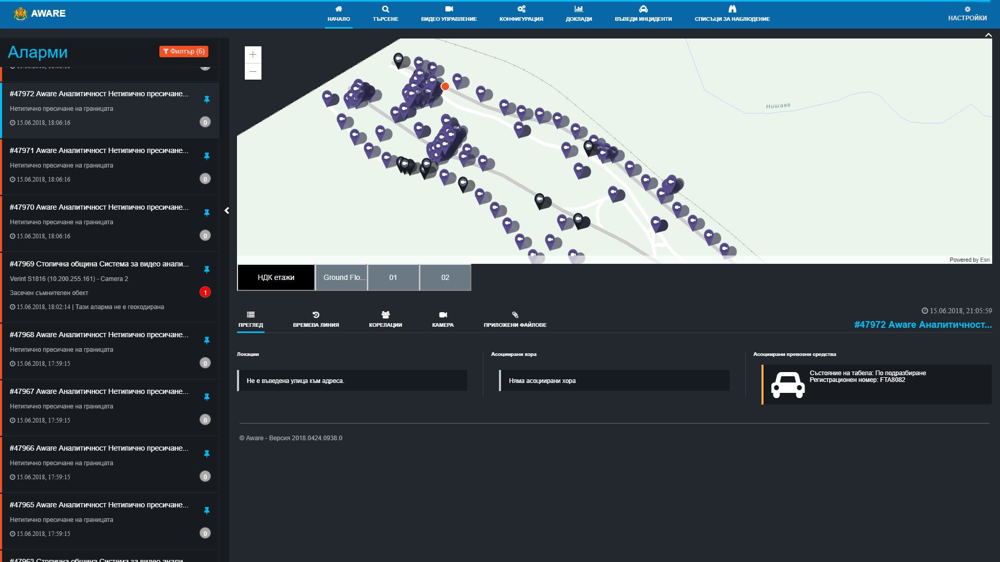 AWARE
НАЧАЛО
ТЪРСЕНЕ
ВИДЕО УПРАВЛЕНИЕ
КОНФИГУРАЦИЯ
ДОКЛАДИ
ВЪВЕДИ ИНЦИДЕНТИ
СПИСЪЦИ ЗА НАБЛЮДЕНИЕ
НАСТРОЙКИ
Аларми
Филтър (6)
#47972 Aware Аналитичност Нетипично пресичане...
Нетипично пресичане на границата
15.06.2018, 18:06:16
0
#47971 Aware Аналитичност Нетипично пресичане...
Нетипично пресичане на границата
15.06.2018, 18:06:16
0
#47970 Aware Аналитичност Нетипично пресичане...
Нетипично пресичане на границата
15.06.2018, 18:06:16
0
#47969 Столична община Система за видео анали...
Verint S1816 (10.200.255.161) - Camera 2
Засечен съмнителен обект
1
15.06.2018, 18:02:14 | Тази аларма не е геокодирана
#47968 Aware Аналитичност Нетипично пресичане...
Нетипично пресичане на границата
15.06.2018, 17:59:15
0
#47967 Aware Аналитичност Нетипично пресичане...
Нетипично пресичане на границата
15.06.2018, 17:59:15
0
#47966 Aware Аналитичност Нетипично пресичане...
Нетипично пресичане на границата
15.06.2018, 17:59:15
0
#47965 Aware Аналитичност Нетипично пресичане...
Нетипично пресичане на границата
15.06.2018, 17:59:15
0
#47963 Столична община Система за видео анали...
+
−
Нишава
Powered by Esri
НДК етажи
Ground Flo...
01
02
ПРЕГЛЕД
ВРЕМЕВА ЛИНИЯ
КОРЕЛАЦИИ
КАМЕРА
ПРИЛОЖЕНИ ФАЙЛОВЕ
15.06.2018, 21:05:59
#47972 Aware Аналитичност...
Локации
Не е въведена улица към адреса.
Асоциирани хора
Няма асоциирани хора
Асоциирани превозни средства
Състояние на табела: По подразбиране
Регистрационен номер: FTA8082
© Aware - Версия 2018.0424.0938.0